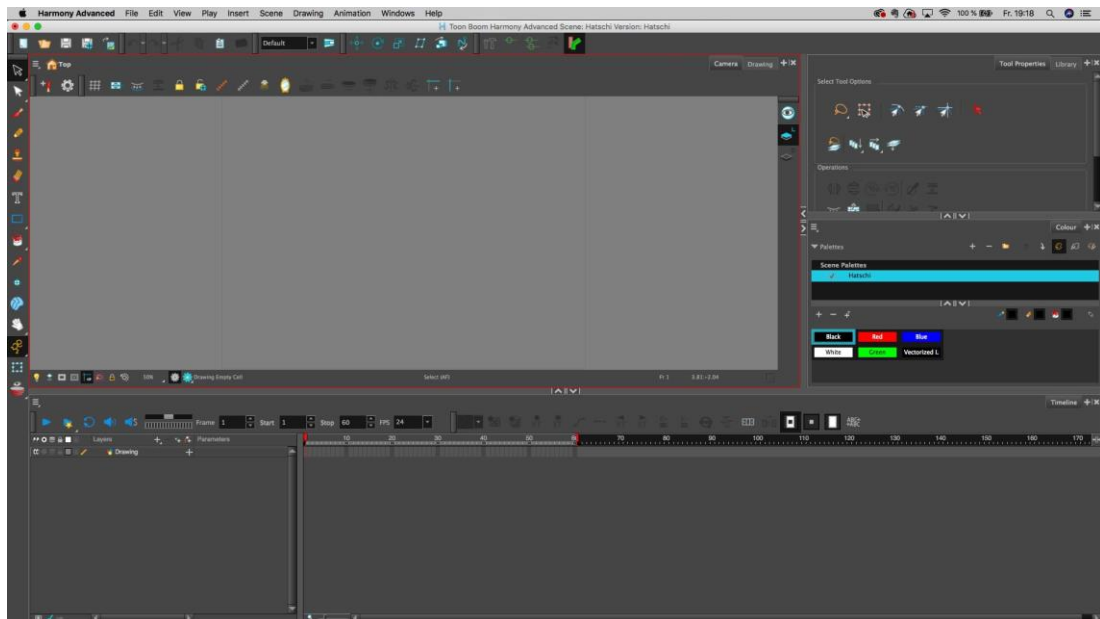 Harmony Advanced File Edit View Play Insert Scene Drawing Animation Windows Help 100 % Fr. 19:18
Toon Boom Harmony Advanced Scene: Hatschi Version: Hatschi
Default
Top Camera Drawing Tool Properties Library
Select Tool Options
Operations
Colour
Palettes
Scene Palettes
Hatschi
Black Red Blue
White Green Vectorized L
Drawing Empty Cell Select Fr 1
Timeline
Frame 1 Start 1 Stop 60 FPS 24
Layers Parameters 10 20 30 40 50 60 70 80 90 100 110 120 130 140 150 160 170
Drawing